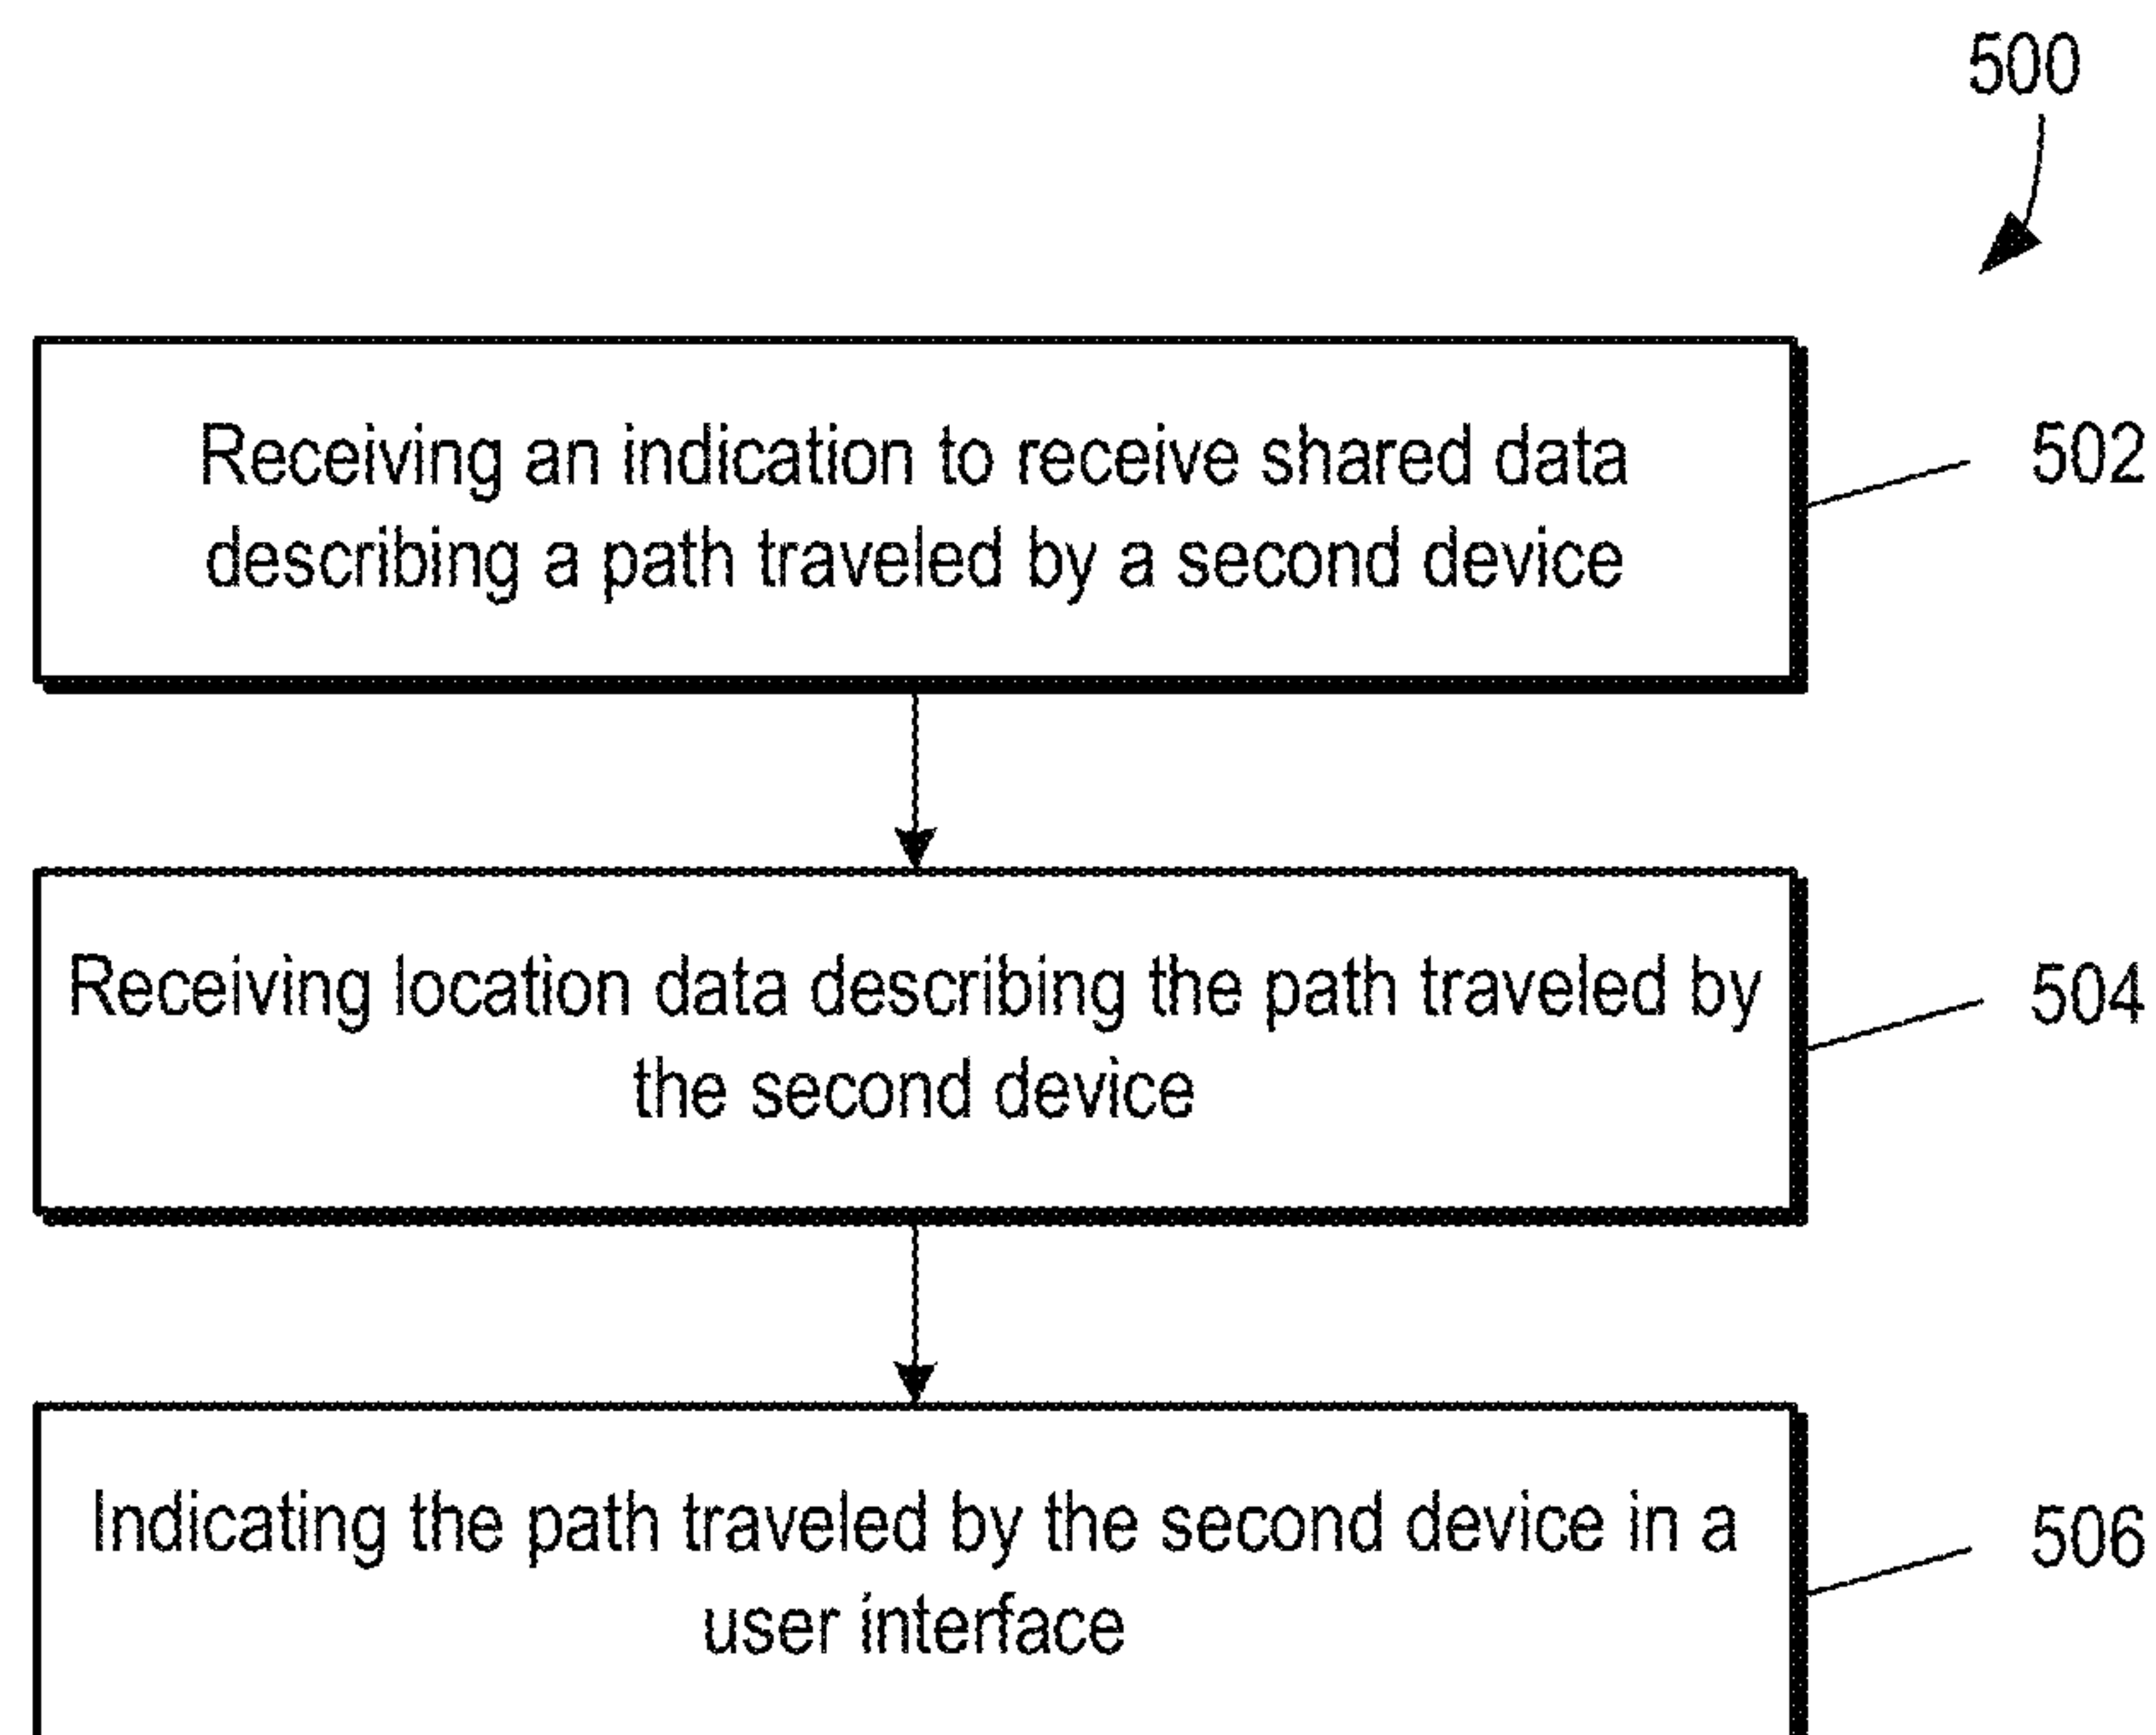 500
Receiving an indication to receive shared data
describing a path traveled by a second device
502
Receiving location data describing the path traveled by
the second device
504
Indicating the path traveled by the second device in a
user interface
506